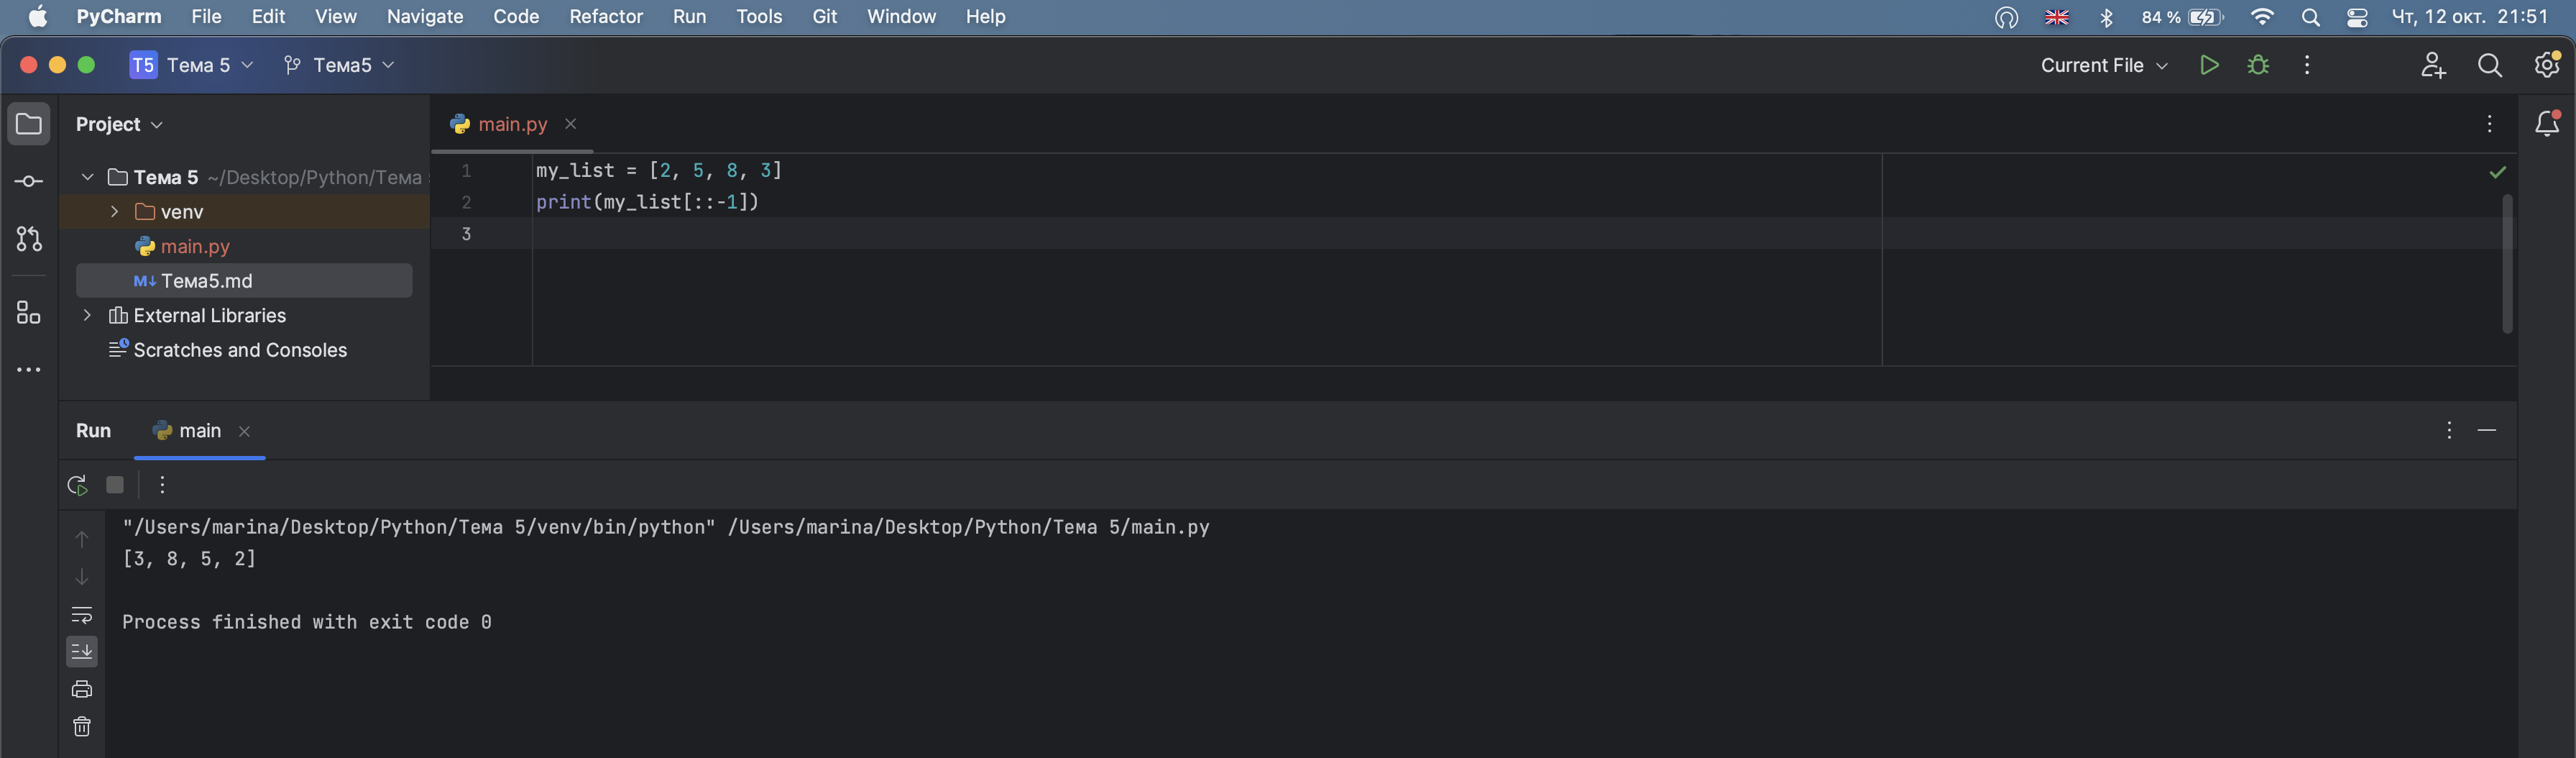 PyCharm File Edit View Navigate Code Refactor Run Tools Git Window Help 84 % Чт, 12 окт. 21:51
T5 Тема 5 Тема5 Current File
Project
main.py
Тема 5 ~/Desktop/Python/Тема
venv
main.py
M↓ Тема5.md
External Libraries
Scratches and Consoles
1 my_list = [2, 5, 8, 3]
2 print(my_list[::-1])
3
Run main
"/Users/marina/Desktop/Python/Тема 5/venv/bin/python" /Users/marina/Desktop/Python/Тема 5/main.py
[3, 8, 5, 2]
Process finished with exit code 0